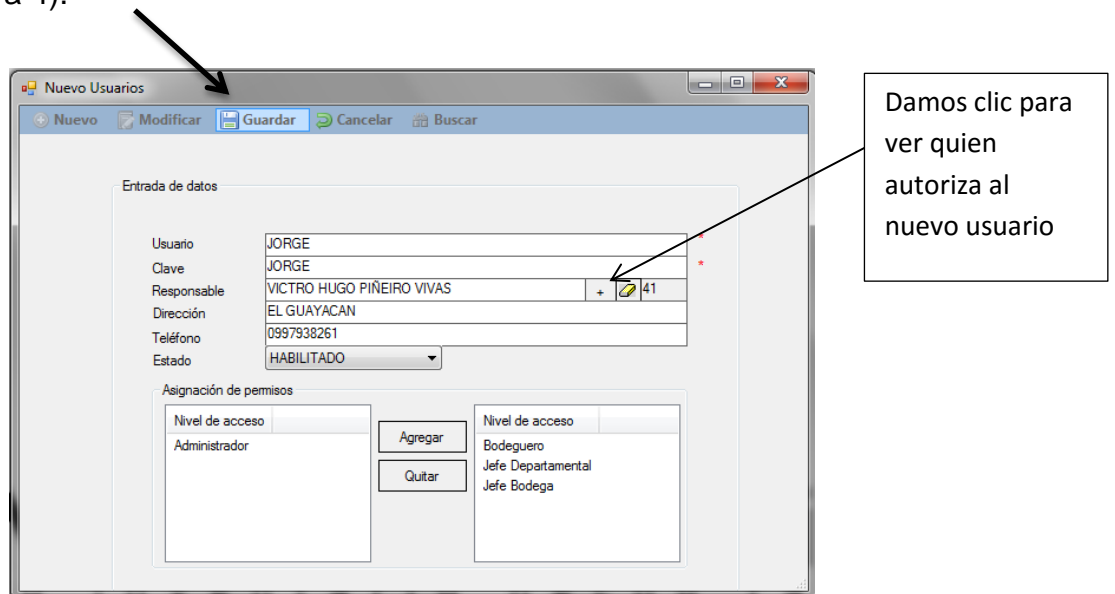 a 4).
Nuevo Usuarios
Nuevo Modificar Guardar Cancelar Buscar
Damos clic para
ver quien
autoriza al
nuevo usuario
Entrada de datos
Usuario JORGE *
Clave JORGE *
Responsable VICTRO HUGO PIÑEIRO VIVAS + 41
Dirección EL GUAYACAN
Teléfono 0997938261
Estado HABILITADO
Asignación de permisos
Nivel de acceso
Administrador
Agregar
Quitar
Nivel de acceso
Bodeguero
Jefe Departamental
Jefe Bodega